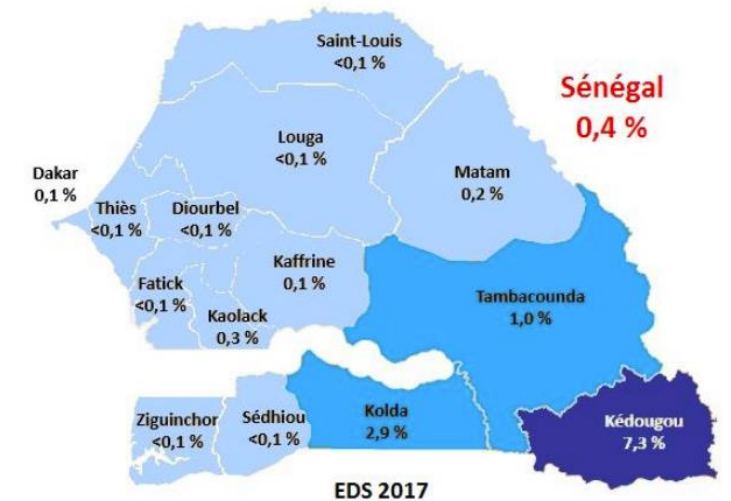 Saint-Louis
<0,1 %
Sénégal
0,4 %
Louga
<0,1 %
Matam
0,2 %
Dakar
0,1 %
Thiès
<0,1 %
Diourbel
<0,1 %
Kaffrine
0,1 %
Fatick
<0,1 %
Kaolack
0,3 %
Tambacounda
1,0 %
Ziguinchor
<0,1 %
Sédhiou
<0,1 %
Kolda
2,9 %
Kédougou
7,3 %
EDS 2017